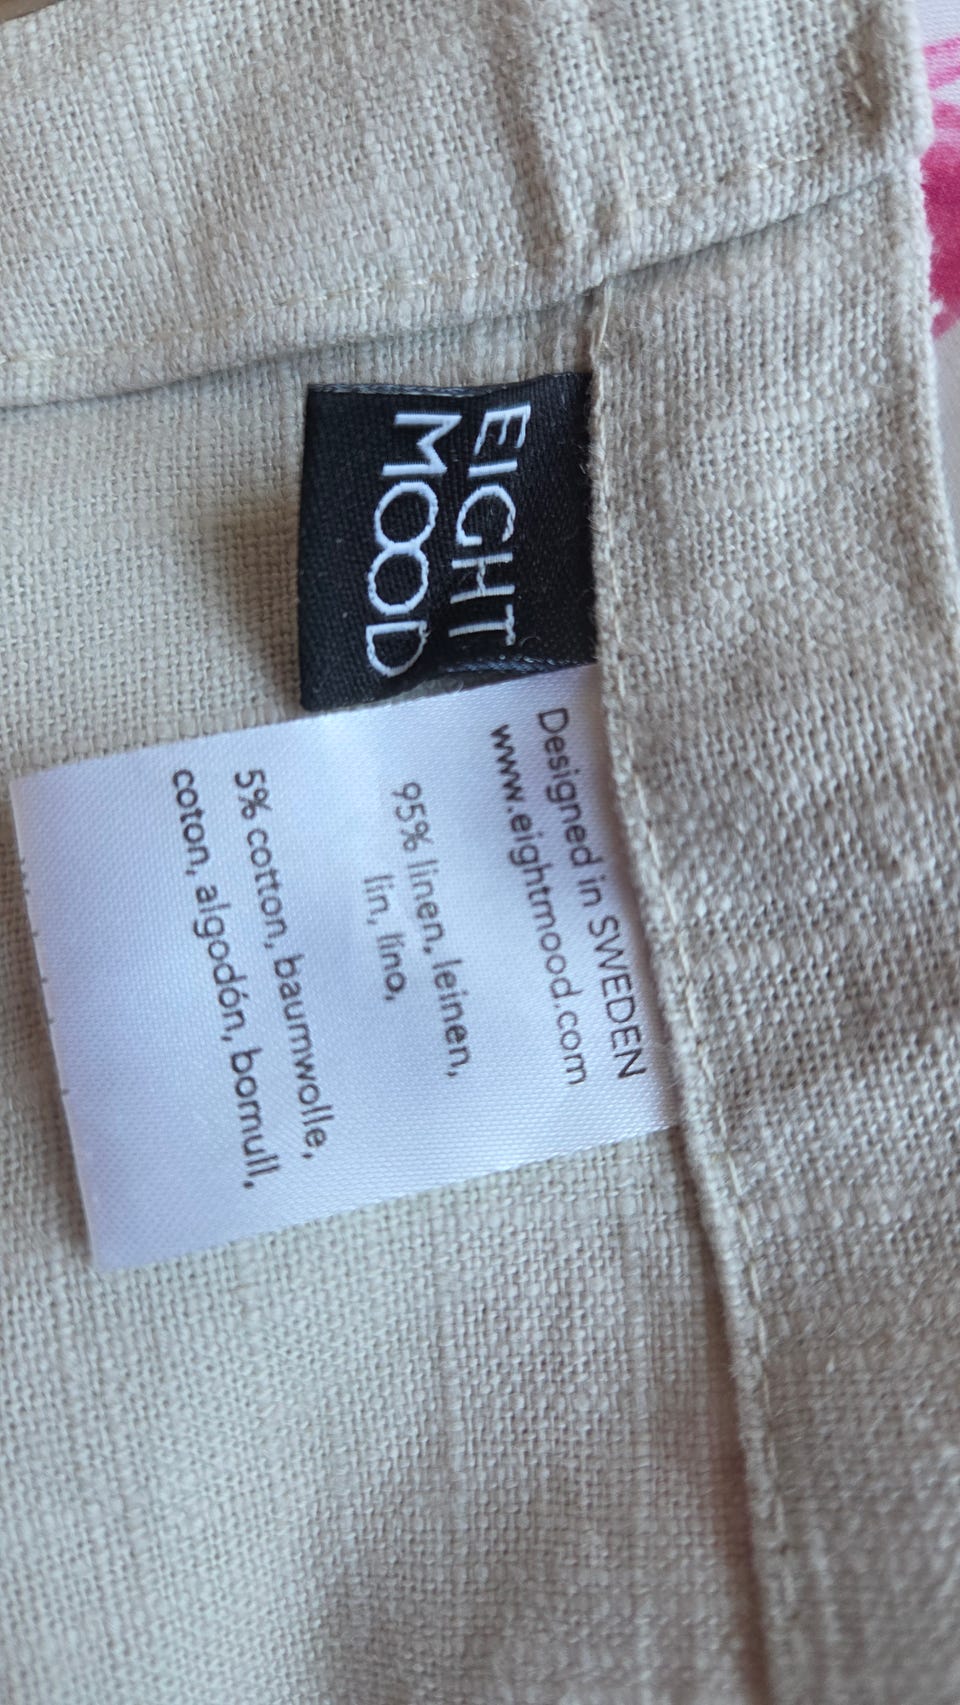 EIGHT
MOOD
Designed in SWEDEN
www.eightmood.com
95% linen, leinen,
lin, lino,
5% cotton, baumwolle,
coton, algodón, bomull,